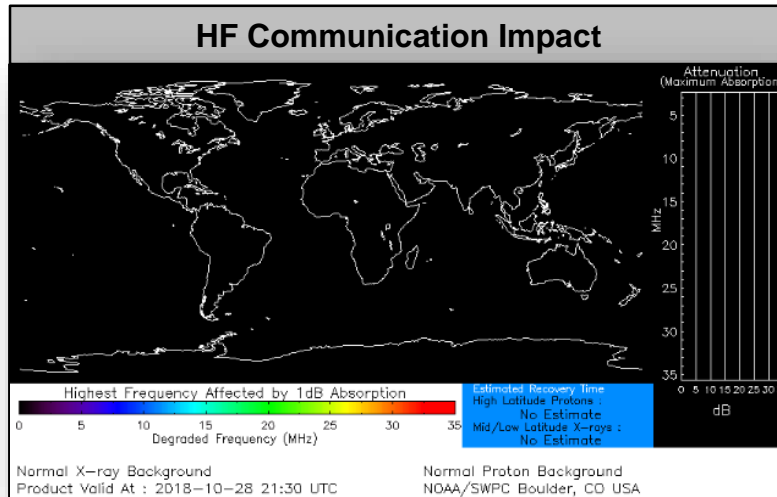 HF Communication Impact
Attenuation
(Maximum Absorption)
5
10
15
20
25
30
35
MHz
0 5 10 15 20 25 30
dB
Highest Frequency Affected by 1dB Absorption
0 5 10 15 20 25 30 35
Degraded Frequency (MHz)
Estimated Recovery Time
High Latitude Protons :
No Estimate
Mid/Low Latitude X-rays :
No Estimate
Normal X-ray Background
Normal Proton Background
Product Valid At : 2018-10-28 21:30 UTC
NOAA/SWPC Boulder, CO USA